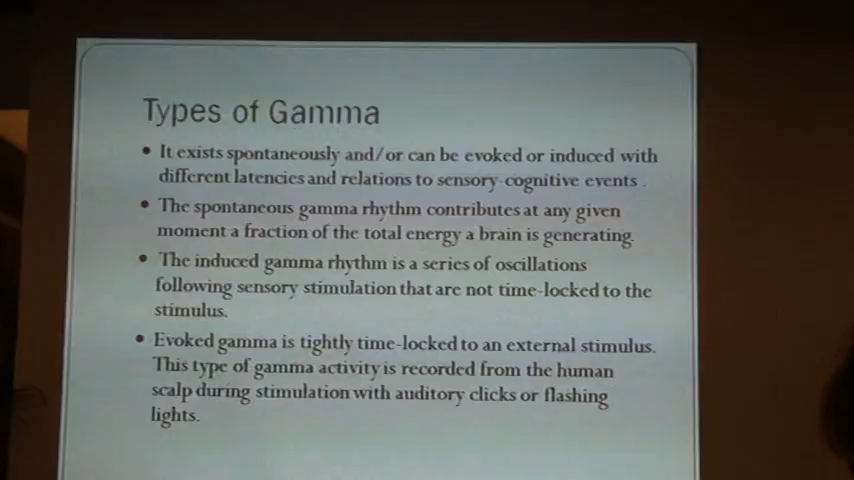 Types of Gamma
• It exists spontaneously and/or can be evoked or induced with
different latencies and relations to sensory-cognitive events .
• The spontaneous gamma rhythm contributes at any given
moment a fraction of the total energy a brain is generating.
• The induced gamma rhythm is a series of oscillations
following sensory stimulation that are not time-locked to the
stimulus.
• Evoked gamma is tightly time-locked to an external stimulus.
This type of gamma activity is recorded from the human
scalp during stimulation with auditory clicks or flashing
lights.